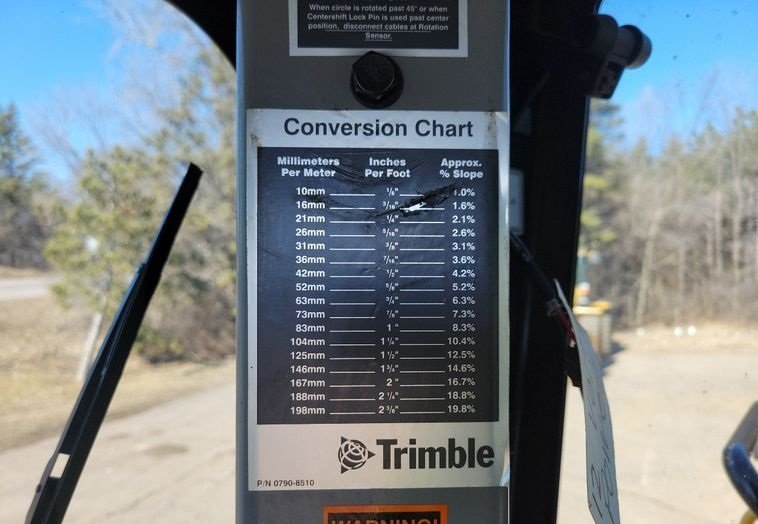 When circle is rotated past 45° or when
Centershift Lock Pin is used past center
position, disconnect cables at Rotation
Sensor.
Conversion Chart
Millimeters Inches Approx.
Per Meter Per Foot % Slope
10mm 1/8" .0%
16mm 3/16" 1.6%
21mm 1/4" 2.1%
26mm 5/16" 2.6%
31mm 3/8" 3.1%
36mm 7/16" 3.6%
42mm 1/2" 4.2%
52mm 5/8" 5.2%
63mm 3/4" 6.3%
73mm 7/8" 7.3%
83mm 1" 8.3%
104mm 1 1/4" 10.4%
125mm 1 1/2" 12.5%
146mm 1 3/4" 14.6%
167mm 2" 16.7%
188mm 2 1/4" 18.8%
198mm 2 3/8" 19.8%
Trimble
P/N 0790-8510
WARNING!